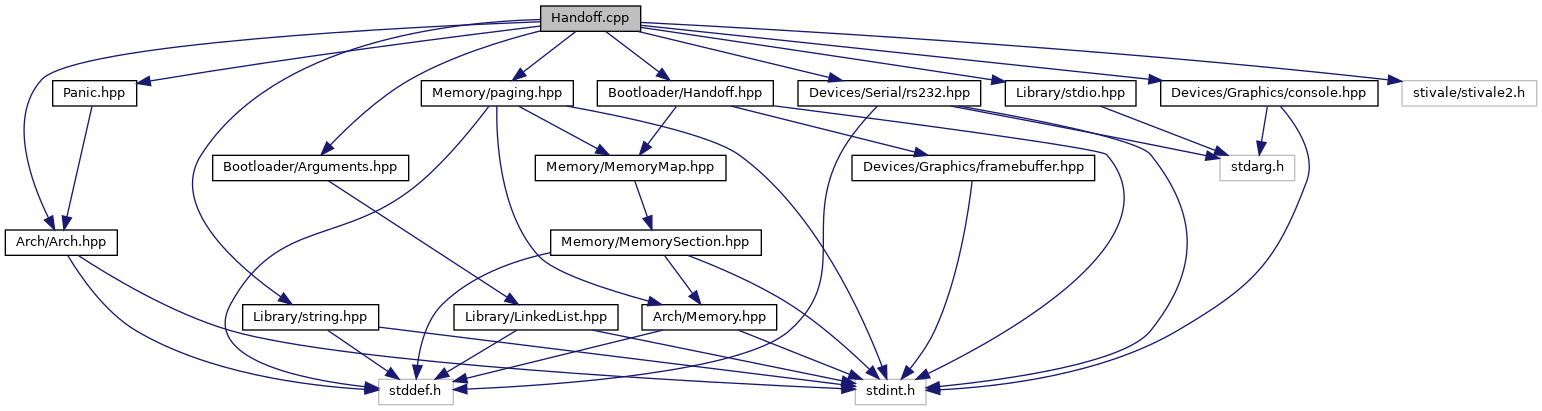 Handoff.cpp
Panic.hpp
Memory/paging.hpp
Bootloader/Handoff.hpp
Devices/Serial/rs232.hpp
Library/stdio.hpp
Devices/Graphics/console.hpp
stivale/stivale2.h
Bootloader/Arguments.hpp
Memory/MemoryMap.hpp
Devices/Graphics/framebuffer.hpp
stdarg.h
Arch/Arch.hpp
Memory/MemorySection.hpp
Library/string.hpp
Library/LinkedList.hpp
Arch/Memory.hpp
stddef.h
stdint.h